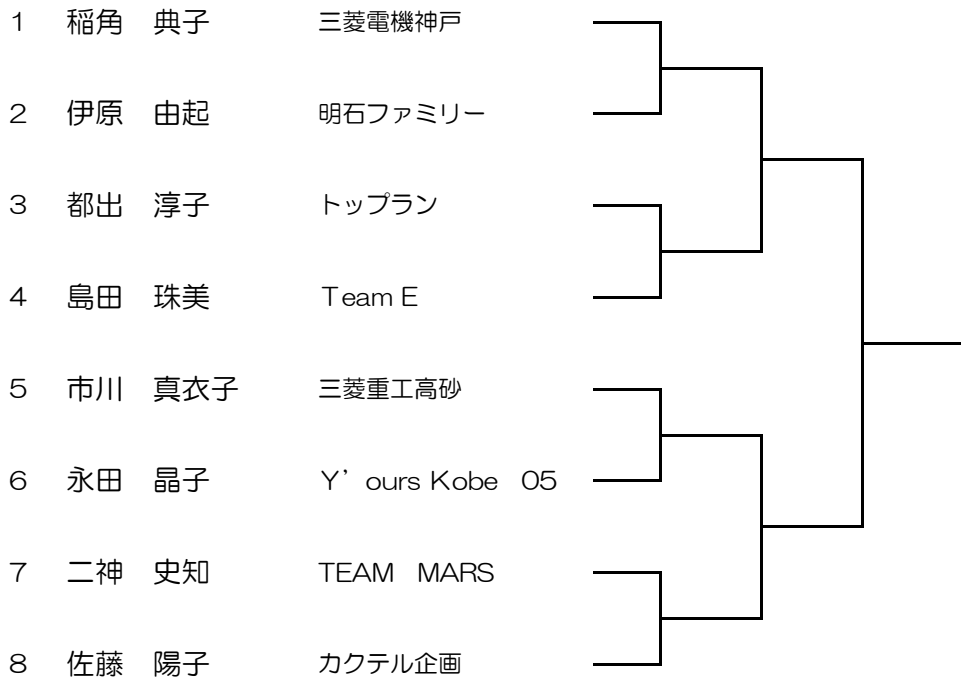 1 稲角 典子 三菱電機神戸
2 伊原 由起 明石ファミリー
3 都出 淳子 トップラン
4 島田 珠美 Team E
5 市川 真衣子 三菱重工高砂
6 永田 晶子 Y’ours Kobe 05
7 二神 史知 TEAM MARS
8 佐藤 陽子 カクテル企画